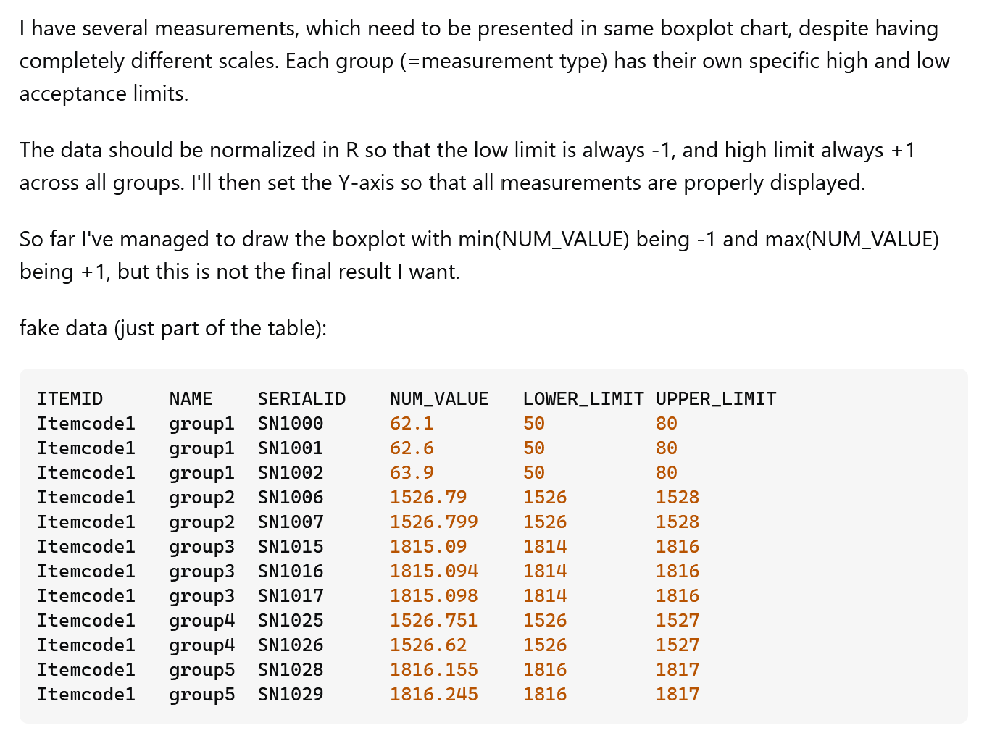 I have several measurements, which need to be presented in same boxplot chart, despite having
completely different scales. Each group (=measurement type) has their own specific high and low
acceptance limits.
The data should be normalized in R so that the low limit is always -1, and high limit always +1
across all groups. I'll then set the Y-axis so that all measurements are properly displayed.
So far I've managed to draw the boxplot with min(NUM_VALUE) being -1 and max(NUM_VALUE)
being +1, but this is not the final result I want.
fake data (just part of the table):
ITEMID      NAME    SERIALID    NUM_VALUE   LOWER_LIMIT UPPER_LIMIT
Itemcode1   group1  SN1000      62.1        50          80
Itemcode1   group1  SN1001      62.6        50          80
Itemcode1   group1  SN1002      63.9        50          80
Itemcode1   group2  SN1006      1526.79     1526        1528
Itemcode1   group2  SN1007      1526.799    1526        1528
Itemcode1   group3  SN1015      1815.09     1814        1816
Itemcode1   group3  SN1016      1815.094    1814        1816
Itemcode1   group3  SN1017      1815.098    1814        1816
Itemcode1   group4  SN1025      1526.751    1526        1527
Itemcode1   group4  SN1026      1526.62     1526        1527
Itemcode1   group5  SN1028      1816.155    1816        1817
Itemcode1   group5  SN1029      1816.245    1816        1817